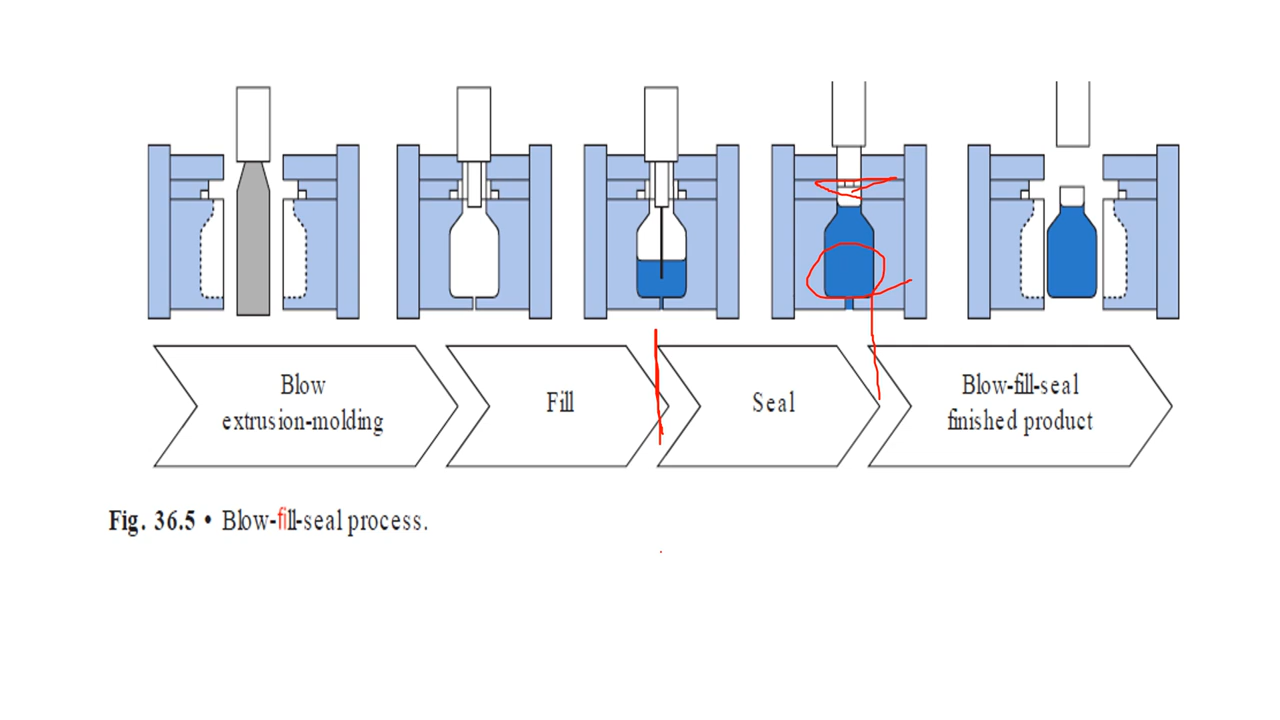 Blow
extrusion-molding
Fill
Seal
Blow-fill-seal
finished product
Fig. 36.5 • Blow-fill-seal process.